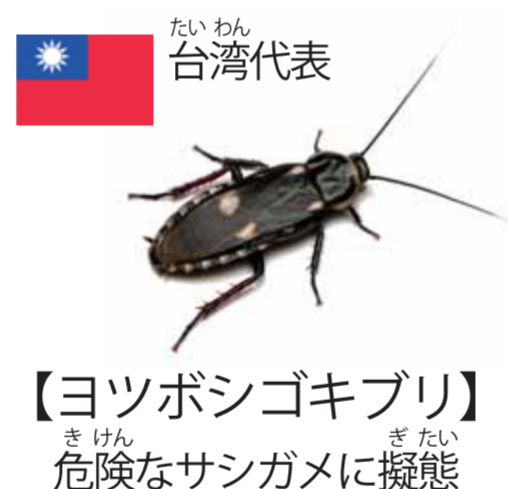 たい わん
台湾代表
【ヨツボシゴキブリ】
き けん ぎ たい
危険なサシガメに擬態